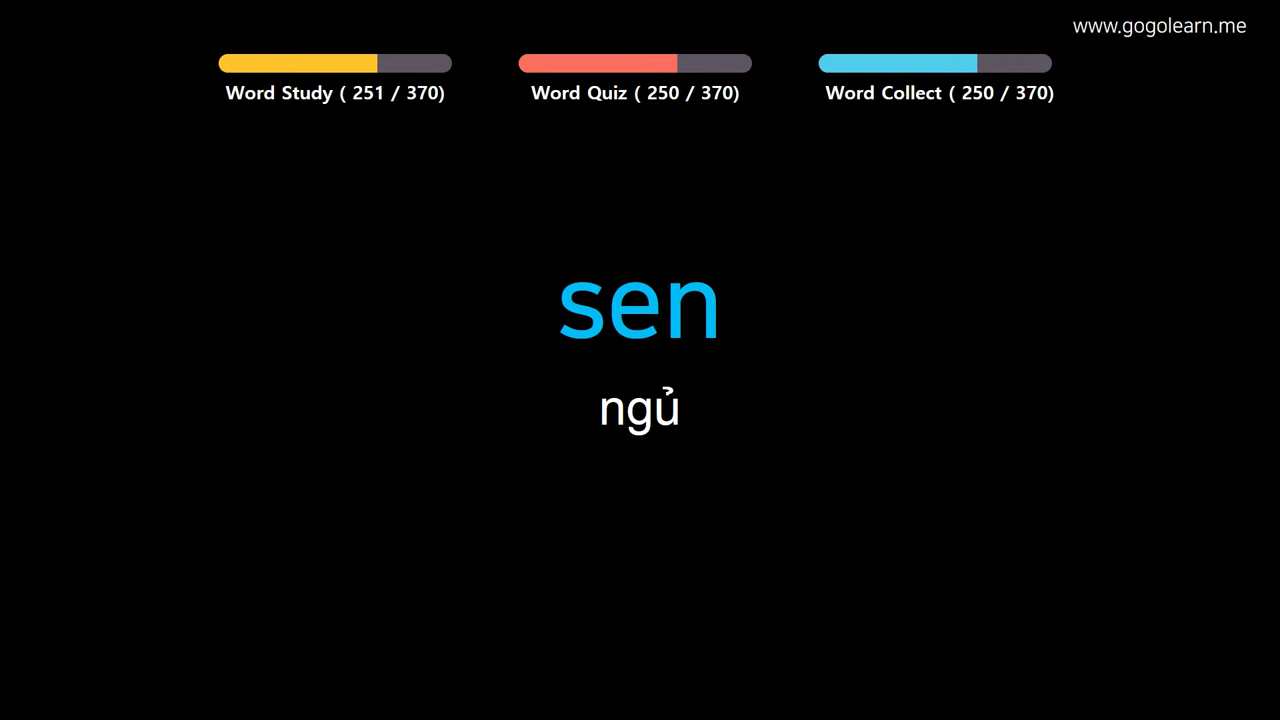 www.gogolearn.me
Word Study ( 251 / 370)
Word Quiz ( 250 / 370)
Word Collect ( 250 / 370)
sen
ngủ